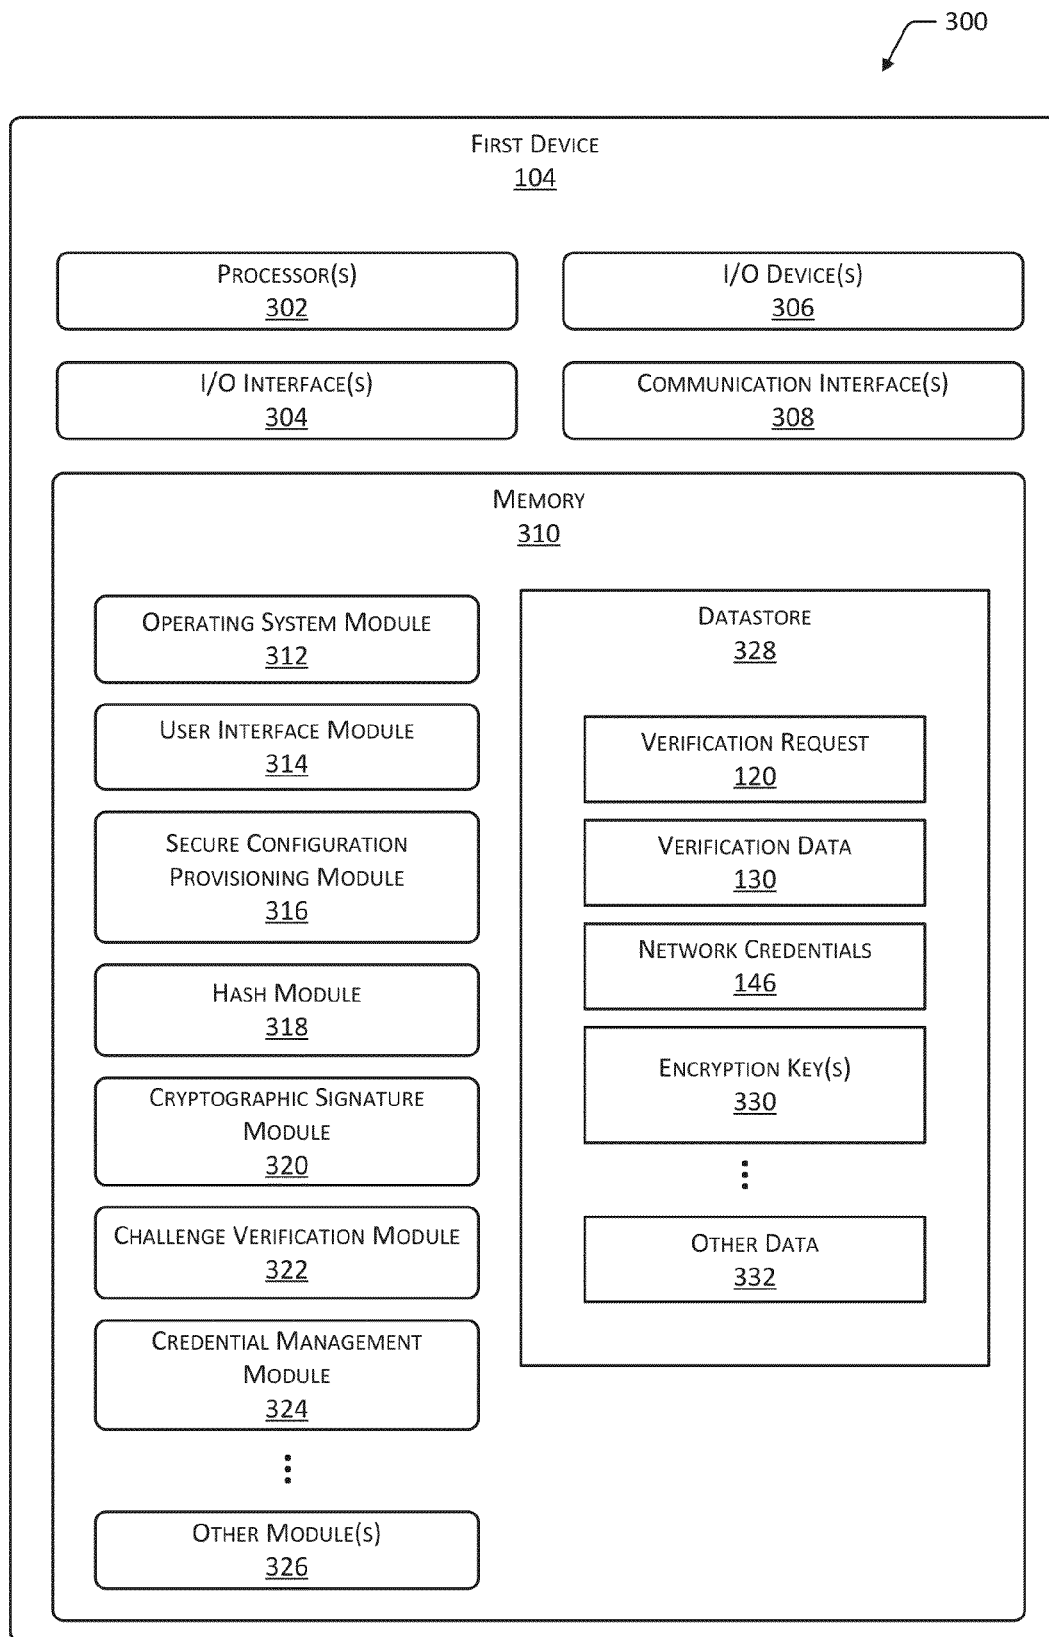 300
FIRST DEVICE
104
PROCESSOR(S)
302
I/O DEVICE(S)
306
I/O INTERFACE(S)
304
COMMUNICATION INTERFACE(S)
308
MEMORY
310
OPERATING SYSTEM MODULE
312
USER INTERFACE MODULE
314
SECURE CONFIGURATION
PROVISIONING MODULE
316
HASH MODULE
318
CRYPTOGRAPHIC SIGNATURE
MODULE
320
CHALLENGE VERIFICATION MODULE
322
CREDENTIAL MANAGEMENT
MODULE
324
OTHER MODULE(S)
326
DATASTORE
328
VERIFICATION REQUEST
120
VERIFICATION DATA
130
NETWORK CREDENTIALS
146
ENCRYPTION KEY(S)
330
OTHER DATA
332